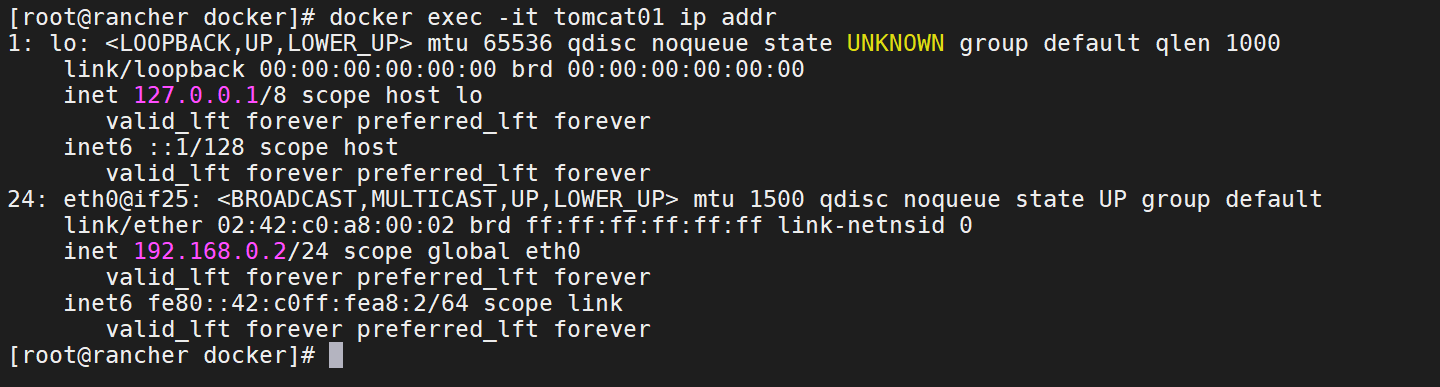 [root@rancher docker]# docker exec -it tomcat01 ip addr
1: lo: <LOOPBACK,UP,LOWER_UP> mtu 65536 qdisc noqueue state UNKNOWN group default qlen 1000
    link/loopback 00:00:00:00:00:00 brd 00:00:00:00:00:00
    inet 127.0.0.1/8 scope host lo
       valid_lft forever preferred_lft forever
    inet6 ::1/128 scope host
       valid_lft forever preferred_lft forever
24: eth0@if25: <BROADCAST,MULTICAST,UP,LOWER_UP> mtu 1500 qdisc noqueue state UP group default
    link/ether 02:42:c0:a8:00:02 brd ff:ff:ff:ff:ff:ff link-netnsid 0
    inet 192.168.0.2/24 scope global eth0
       valid_lft forever preferred_lft forever
    inet6 fe80::42:c0ff:fea8:2/64 scope link
       valid_lft forever preferred_lft forever
[root@rancher docker]#